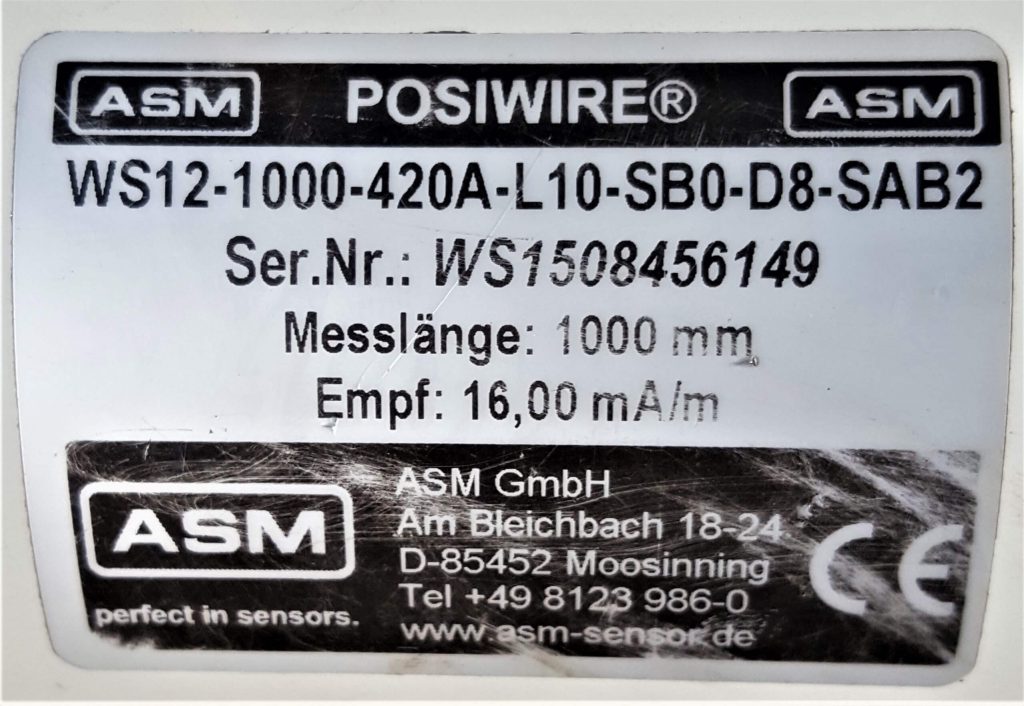 ASM POSIWIRE® ASM
WS12-1000-420A-L10-SB0-D8-SAB2
Ser.Nr.: WS1508456149
Messlänge: 1000 mm
Empf: 16,00 mA/m
ASM
perfect in sensors.
ASM GmbH
Am Bleichbach 18-24
D-85452 Moosinning
Tel +49 8123 986-0
www.asm-sensor.de
CE